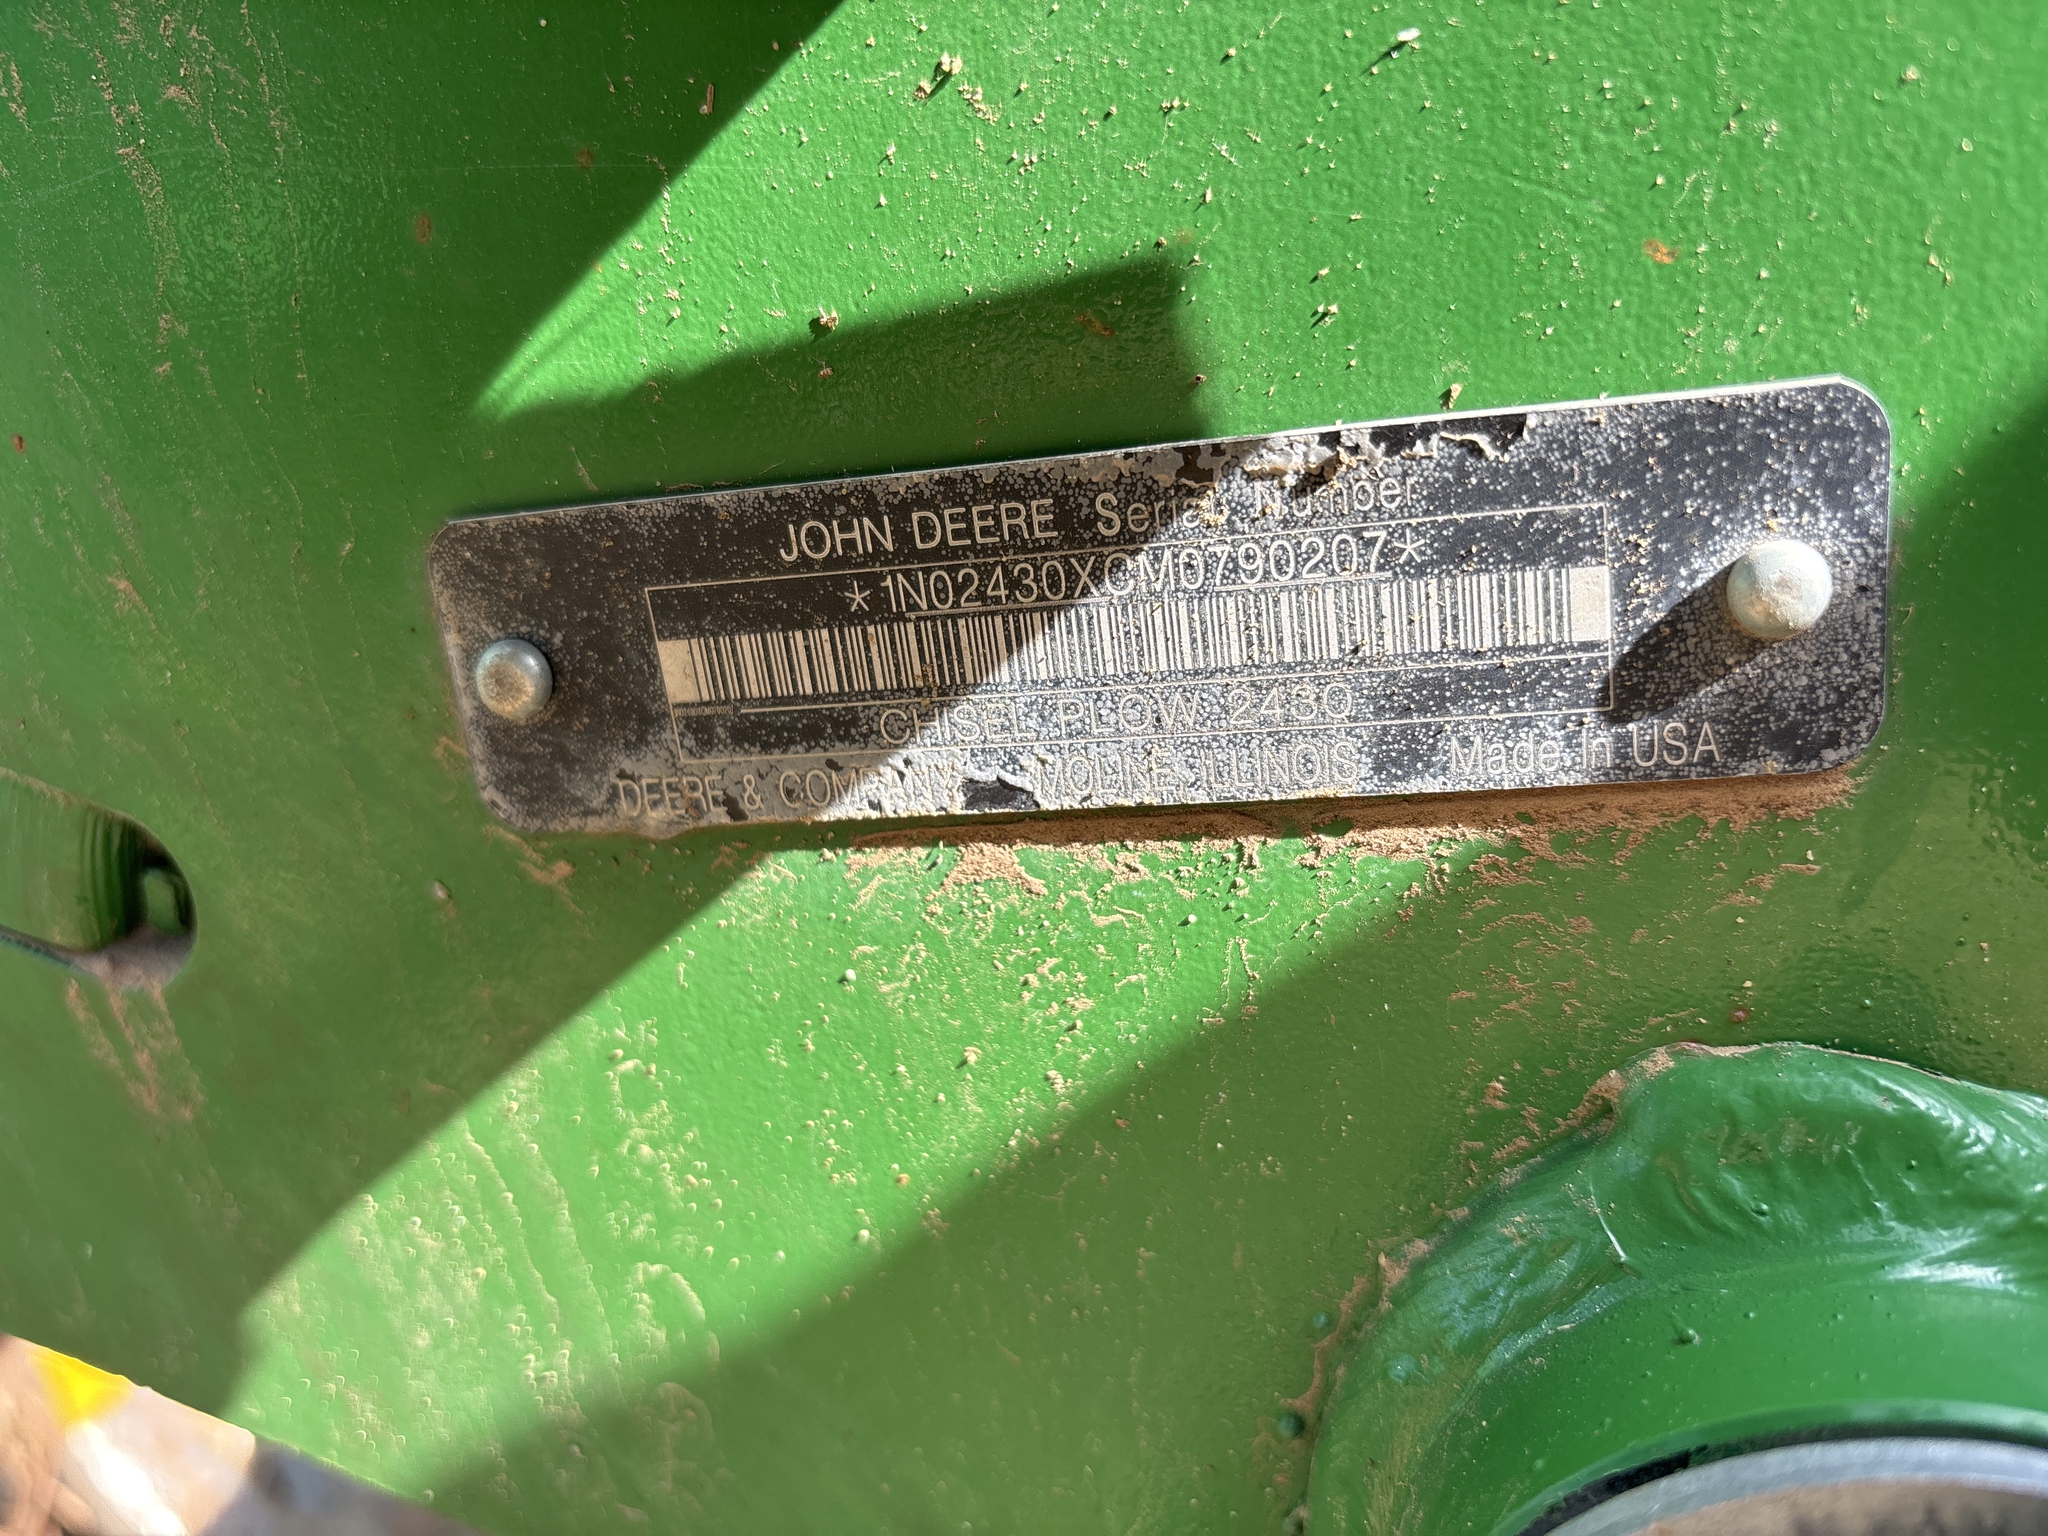 JOHN DEERE Serial Number
*1N02430XCM0790207*
CHISEL PLOW 2430
DEERE & COMPANY MOLINE, ILLINOIS Made In USA